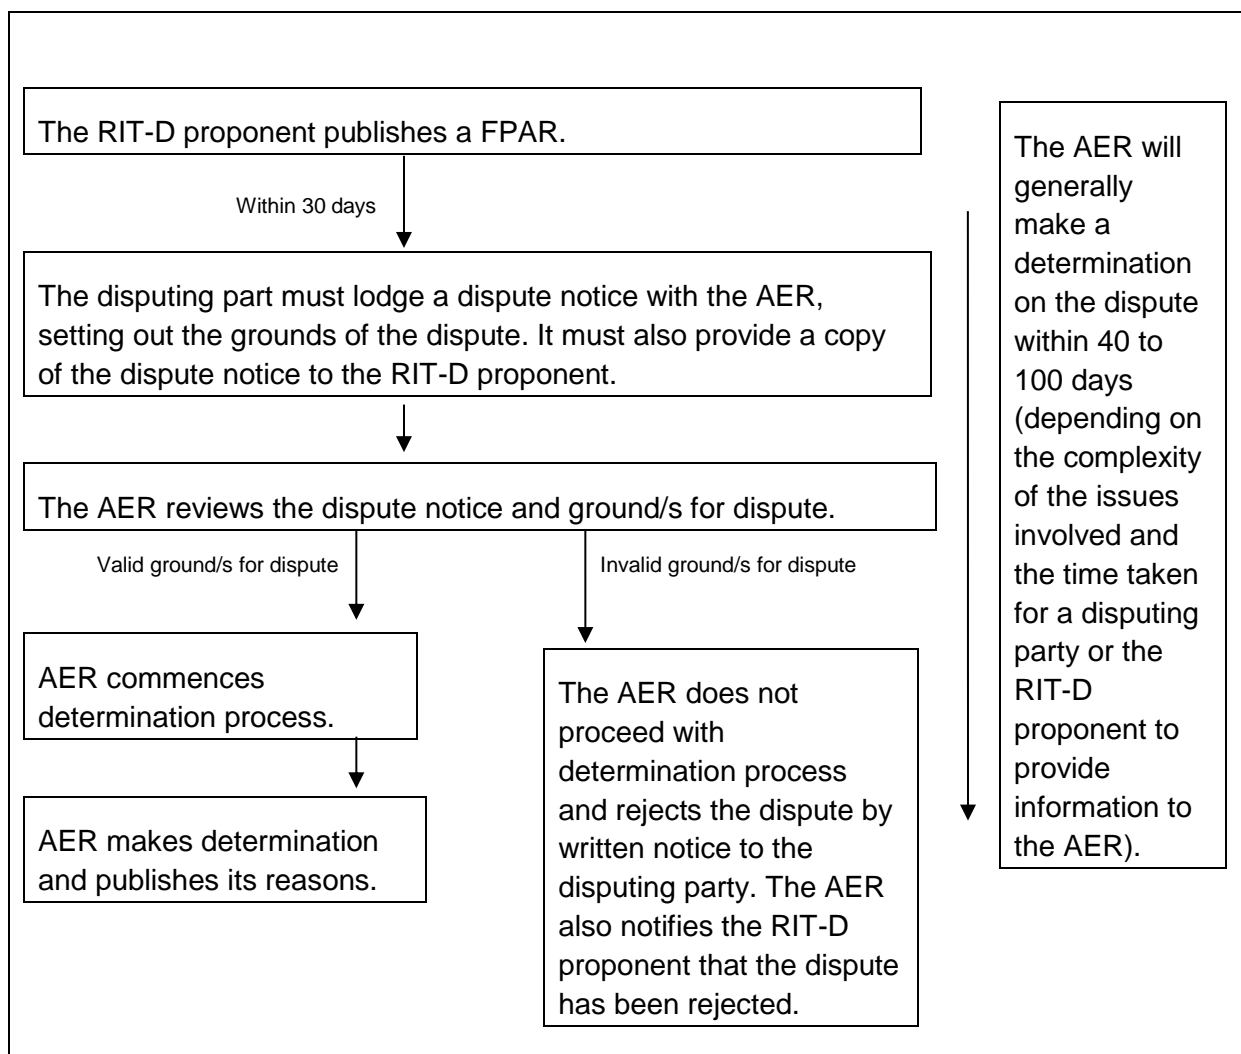 The RIT-D proponent publishes a FPAR.
Within 30 days
The disputing part must lodge a dispute notice with the AER,
setting out the grounds of the dispute. It must also provide a copy
of the dispute notice to the RIT-D proponent.
The AER reviews the dispute notice and ground/s for dispute.
Valid ground/s for dispute
Invalid ground/s for dispute
AER commences
determination process.
AER makes determination
and publishes its reasons.
The AER does not
proceed with
determination process
and rejects the dispute by
written notice to the
disputing party. The AER
also notifies the RIT-D
proponent that the dispute
has been rejected.
The AER will
generally
make a
determination
on the dispute
within 40 to
100 days
(depending on
the complexity
of the issues
involved and
the time taken
for a disputing
party or the
RIT-D
proponent to
provide
information to
the AER).